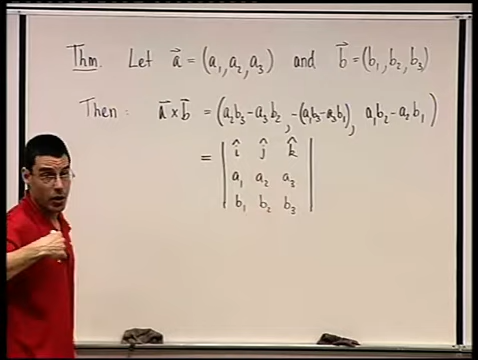 Thm. Let a⃗ = (a₁, a₂, a₃) and b⃗ = (b₁, b₂, b₃)
Then: a⃗ × b⃗ = (a₂b₃ - a₃b₂, -(a₁b₃ - a₃b₁), a₁b₂ - a₂b₁)
= | î ĵ k̂ |
| a₁ a₂ a₃ |
| b₁ b₂ b₃ |